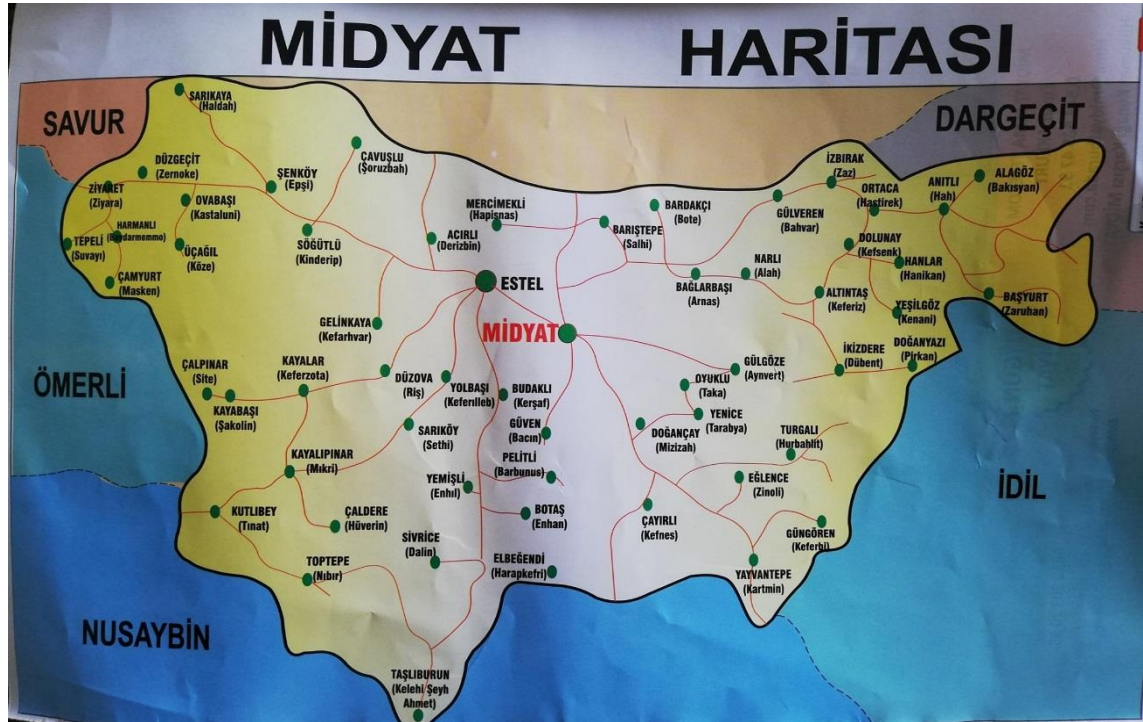 MİDYAT HARİTASI
SAVUR
DARGEÇİT
ÖMERLİ
NUSAYBİN
İDİL
SARIKAYA
(Haldah)
DÜZGEÇİT
(Zernoke)
ZİYARET
(Ziyara)
OVABAŞI
(Kastaluni)
HARMANLI
TEPELİ
(Suvayı)
ÜÇAĞIL
(Köze)
ÇAMYURT
(Masken)
ŞENKÖY
(Epşi)
ÇAVUŞLU
(Şoruzbah)
SÖĞÜTLÜ
(Kinderip)
ACIRLI
(Derizbin)
MERCİMEKLİ
(Hapisnas)
ESTEL
MİDYAT
BARIŞTEPE
(Salhi)
BARDAKÇI
(Bote)
BAĞLARBAŞI
(Arnas)
NARLI
(Alah)
GÜLVEREN
(Bahvar)
İZBIRAK
(Zaz)
ORTACA
(Hastirek)
ANITLI
(Hah)
ALAGÖZ
(Bakısyan)
DOLUNAY
(Kefsenk)
HANLAR
(Hanikan)
ALTINTAŞ
(Keferiz)
YEŞİLGÖZ
(Kenani)
BAŞYURT
(Zaruhan)
İKİZDERE
(Dübent)
DOĞANYAZI
(Pirkan)
GELİNKAYA
(Kefarhvar)
ÇALPINAR
(Site)
KAYABAŞI
(Şakolin)
KAYALAR
(Keferzota)
DÜZOVA
(Riş)
YOLBAŞI
(Keferilleb)
BUDAKLI
(Kerşaf)
SARIKÖY
(Sethi)
GÜVEN
(Bacın)
PELİTLİ
(Barbunus)
OYUKLU
(Taka)
GÜLGÖZE
(Aynvert)
YENİCE
(Tarabya)
DOĞANÇAY
(Mizizah)
TURGALI
(Hurbahlit)
EĞLENCE
(Zinoli)
KAYALIPINAR
(Mıkri)
KUTLIBEY
(Tınat)
ÇALDERE
(Hüverin)
YEMİŞLİ
(Enhıl)
BOTAŞ
(Enhan)
SİVRİCE
(Dalin)
ELBEĞENDİ
(Harapkefri)
ÇAYIRLI
(Kefnes)
GÜNGÖREN
(Keferbi)
YAYVANTEPE
(Kartmin)
TOPTEPE
(Nıbır)
TAŞLIBURUN
(Kelehi Şeyh
Ahmet)